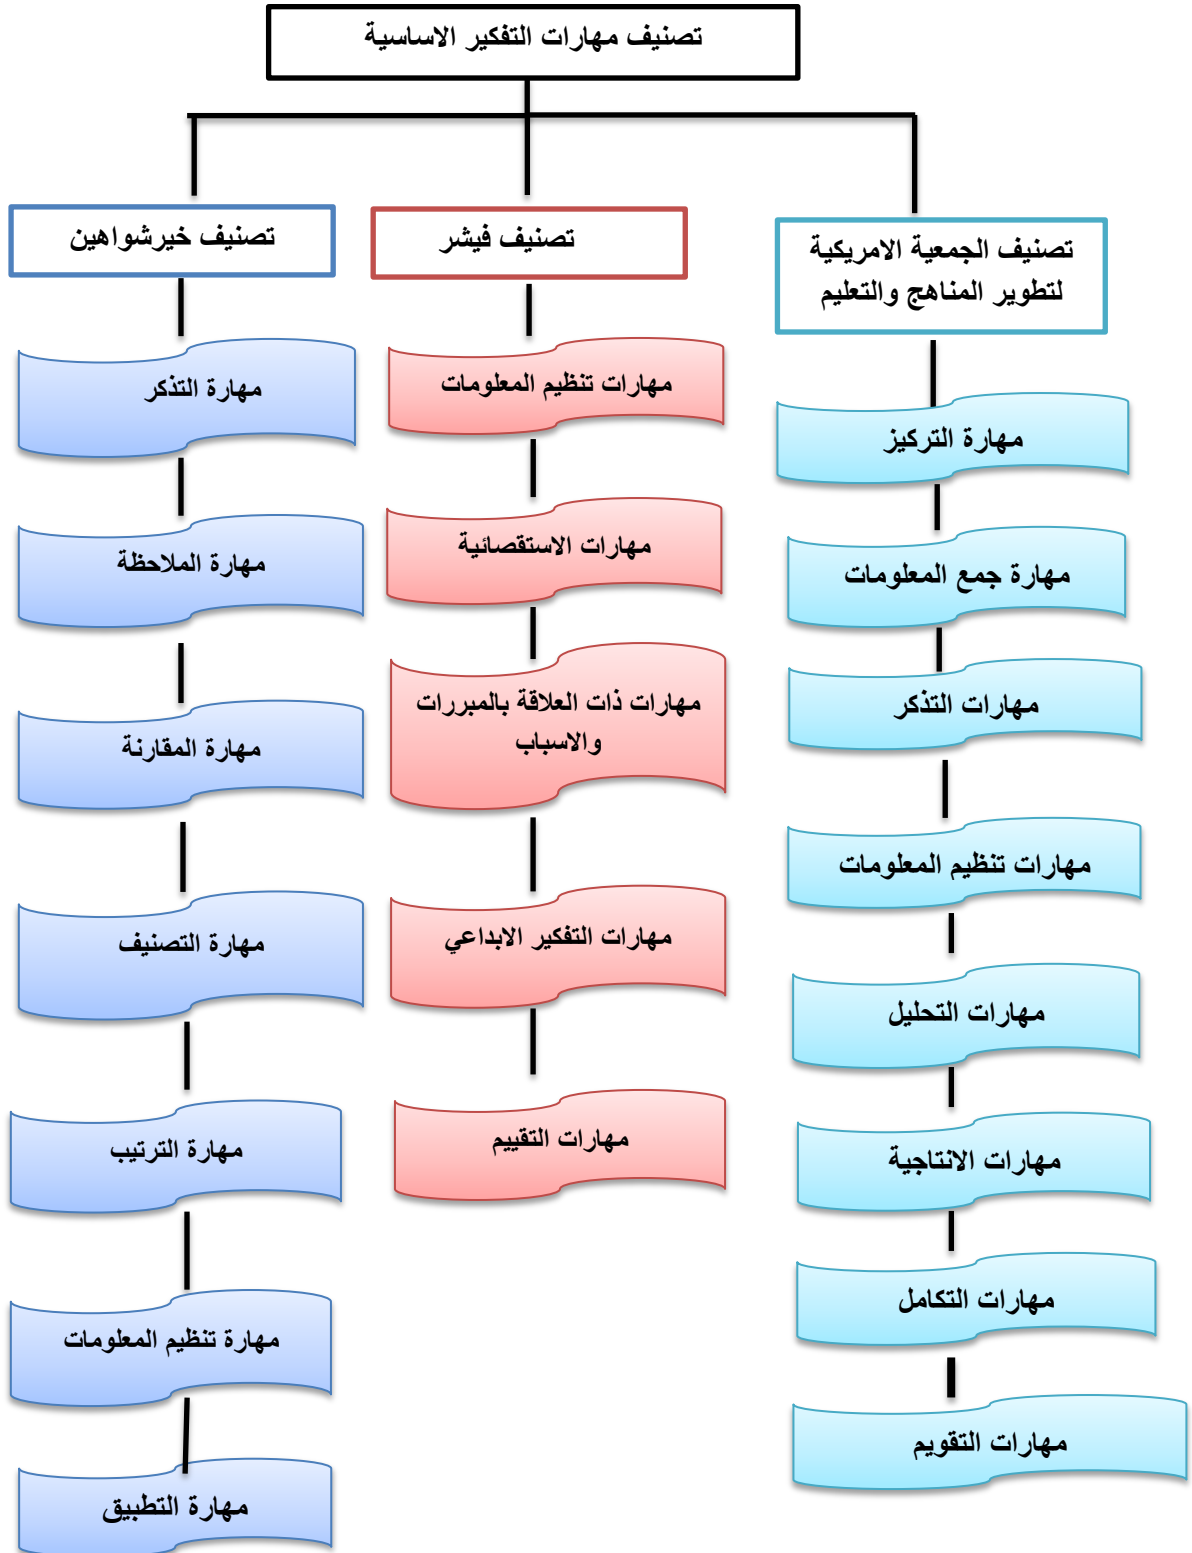 تصنيف مهارات التفكير الاساسية
تصنيف الجمعية الامريكية
لتطوير المناهج والتعليم
مهارة التركيز
مهارة جمع المعلومات
مهارات التذكر
مهارات تنظيم المعلومات
مهارات التحليل
مهارات الانتاجية
مهارات التكامل
مهارات التقويم
تصنيف فيشر
مهارات تنظيم المعلومات
مهارات الاستقصائية
مهارات ذات العلاقة بالمبررات
والاسباب
مهارات التفكير الابداعي
مهارات التقييم
تصنيف خيرشواهين
مهارة التذكر
مهارة الملاحظة
مهارة المقارنة
مهارة التصنيف
مهارة الترتيب
مهارة تنظيم المعلومات
مهارة التطبيق